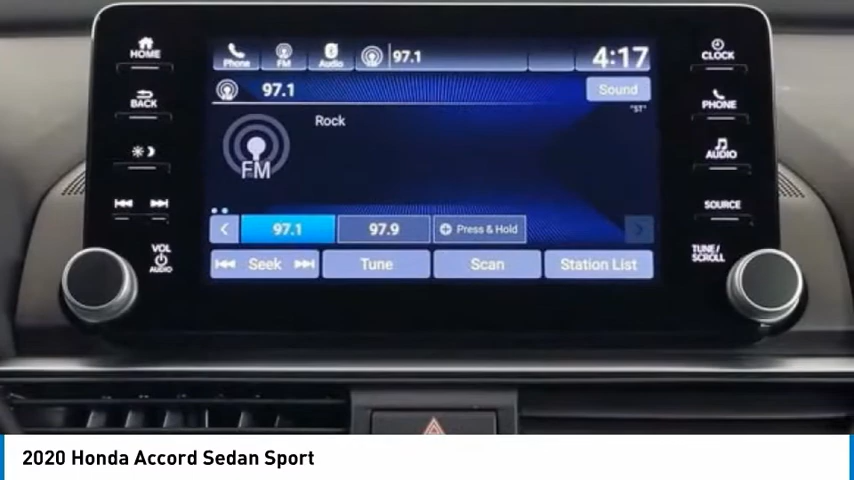 HOME
Phone FM Audio 97.1 4:17
CLOCK
97.1 Sound
BACK
PHONE
"ST"
Rock
FM
AUDIO
SOURCE
97.1 97.9 Press & Hold
VOL
AUDIO
Seek Tune Scan Station List
TUNE/
SCROLL
2020 Honda Accord Sedan Sport